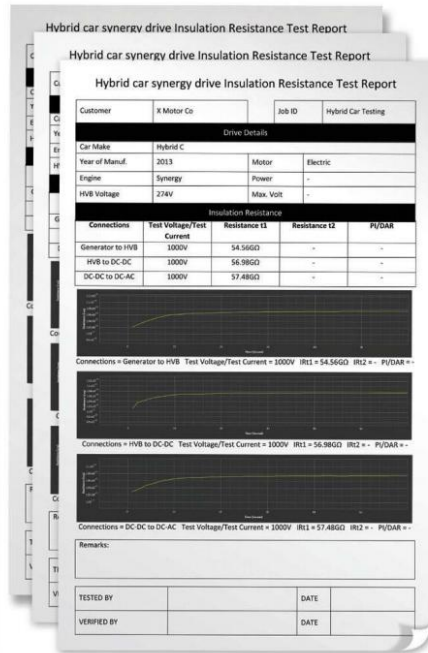 Hybrid car synergy drive Insulation Resistance Test Report
Hybrid car synergy drive Insulation Resistance Test Report
Hybrid car synergy drive Insulation Resistance Test Report
Customer X Motor Co Job ID Hybrid Car Testing
Drive Details
Car Make Hybrid C
Year of Manuf. 2013 Motor Electric
Engine Synergy Power -
HVB Voltage 274V Max. Volt -
Insulation Resistance
Connections Test Voltage/Test Resistance t1 Resistance t2 PI/DAR
Current
Generator to HVB 1000V 54.56GΩ - -
HVB to DC-DC 1000V 56.98GΩ - -
DC-DC to DC-AC 1000V 57.48GΩ - -
Connections = Generator to HVB Test Voltage/Test Current = 1000V IRt1 = 54.56GΩ IRt2 = - PI/DAR = -
Connections = HVB to DC-DC Test Voltage/Test Current = 1000V IRt1 = 56.98GΩ IRt2 = - PI/DAR = -
Connections = DC-DC to DC-AC Test Voltage/Test Current = 1000V IRt1 = 57.48GΩ IRt2 = - PI/DAR = -
Remarks:
TESTED BY DATE
VERIFIED BY DATE